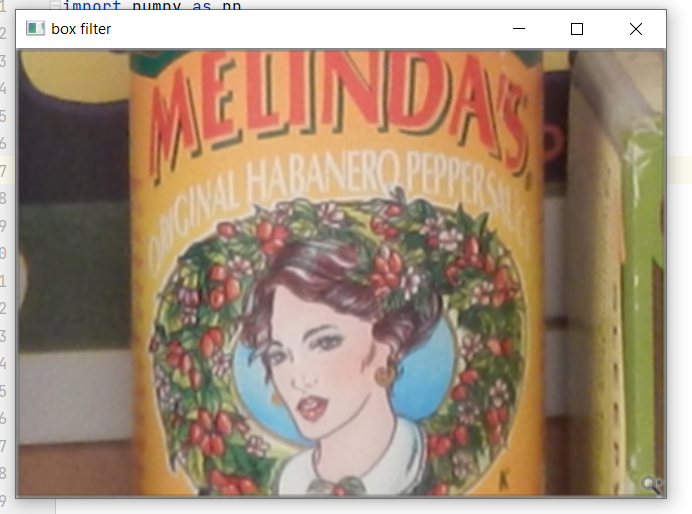 import numpy as np
box filter
MELINDA'S
ORIGINAL HABANERO PEPPER SAUCE
K